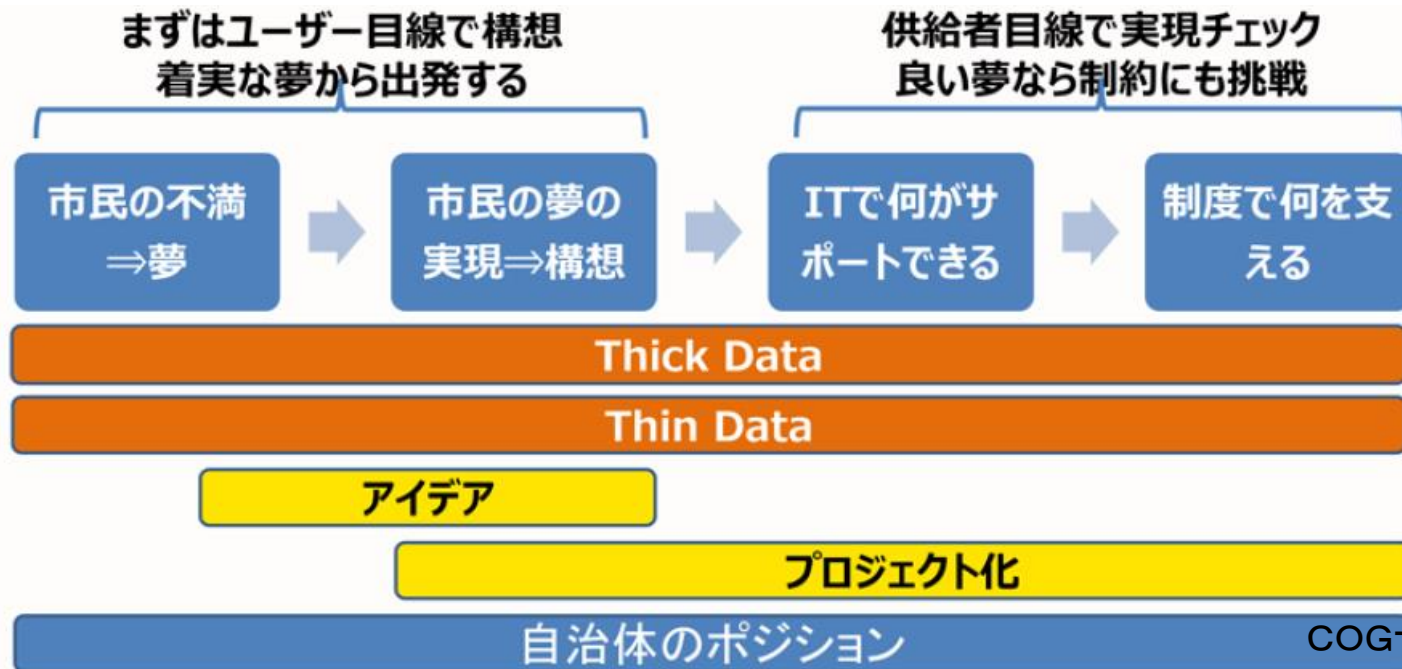 まずはユーザー目線で構想
着実な夢から出発する
供給者目線で実現チェック
良い夢なら制約にも挑戦
市民の不満
⇒夢
市民の夢の
実現⇒構想
ITで何がサ
ポートできる
制度で何を支
える
Thick Data
Thin Data
アイデア
プロジェクト化
自治体のポジション
COG